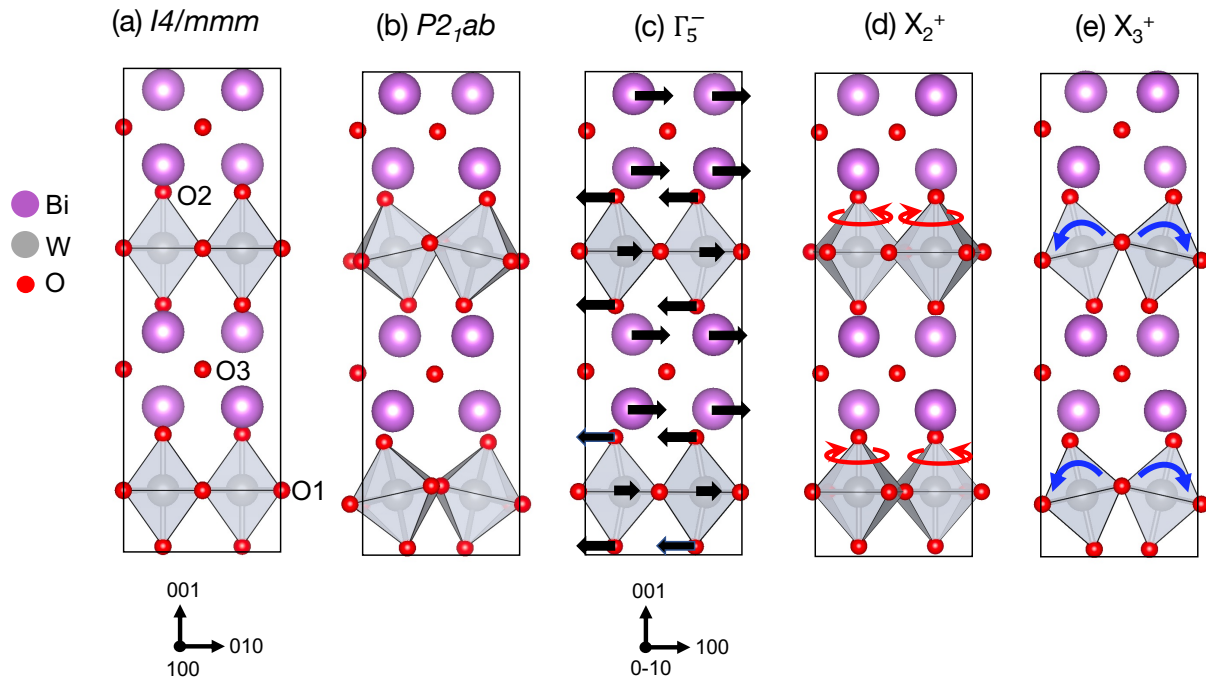 (a) I4/mmm
(b) P2₁ab
(c) Γ₅⁻
(d) X₂⁺
(e) X₃⁺
Bi
W
O
O2
O3
O1
001
010
100
001
100
0-10